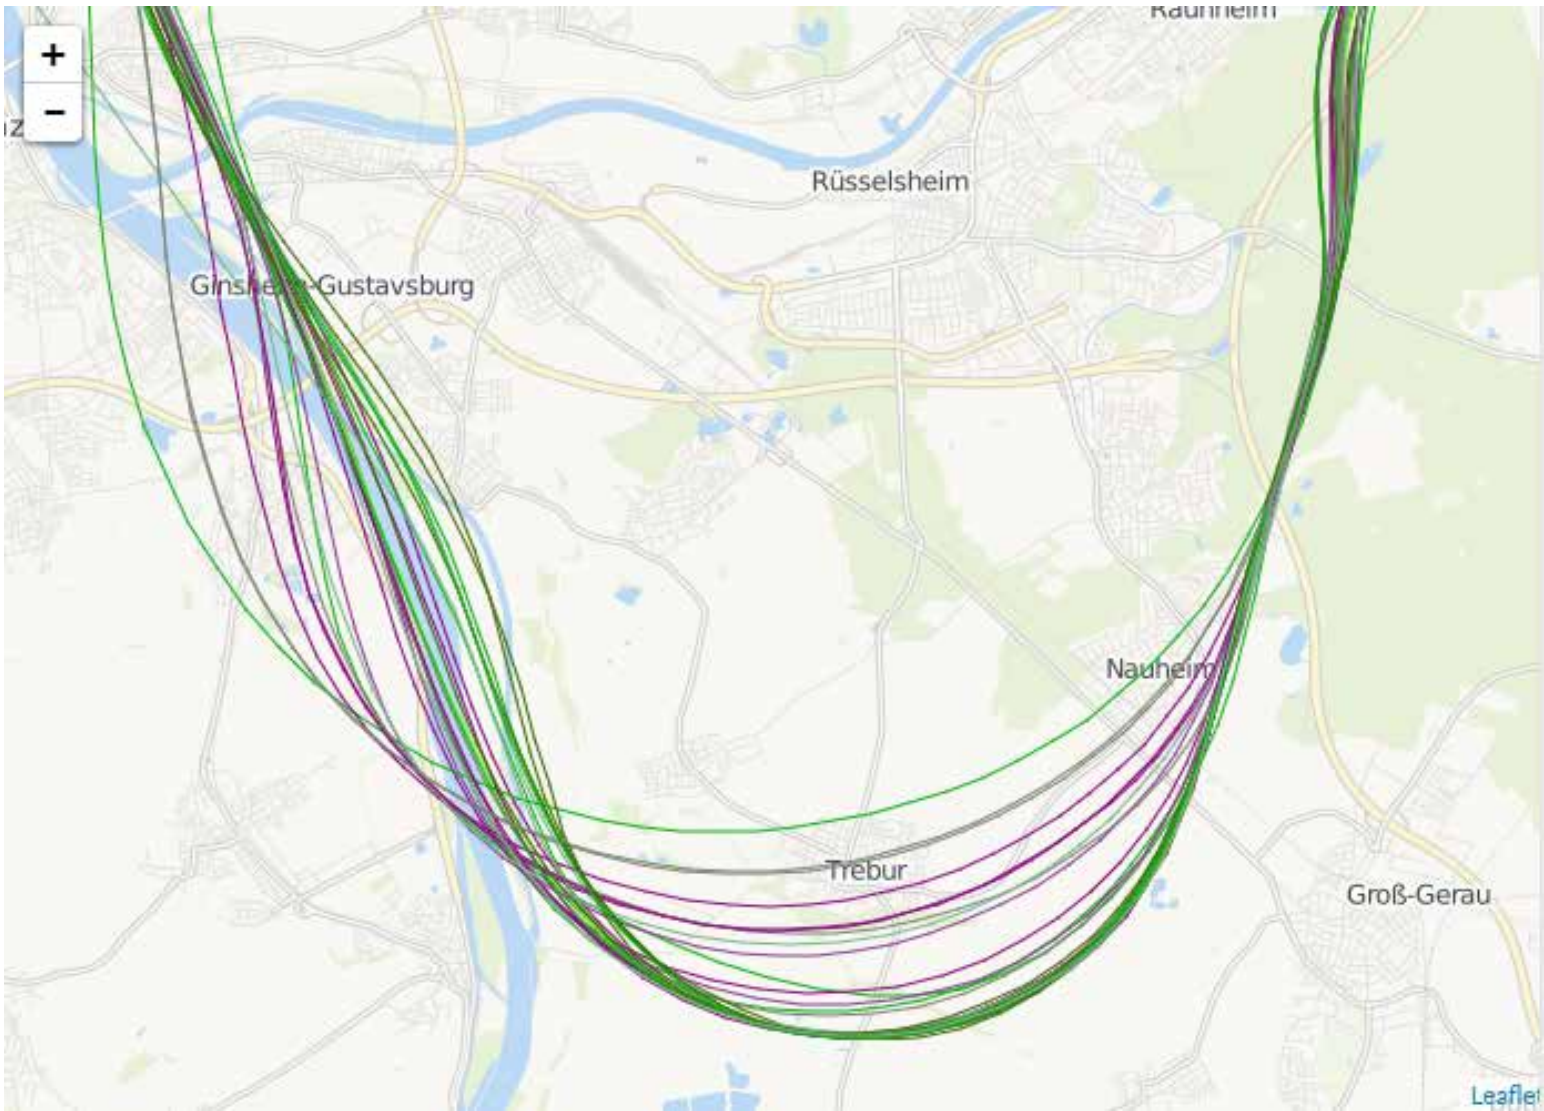 Raunheim
+
−
z
Rüsselsheim
Ginsheim-Gustavsburg
Nauheim
Trebur
Groß-Gerau
Leaflet